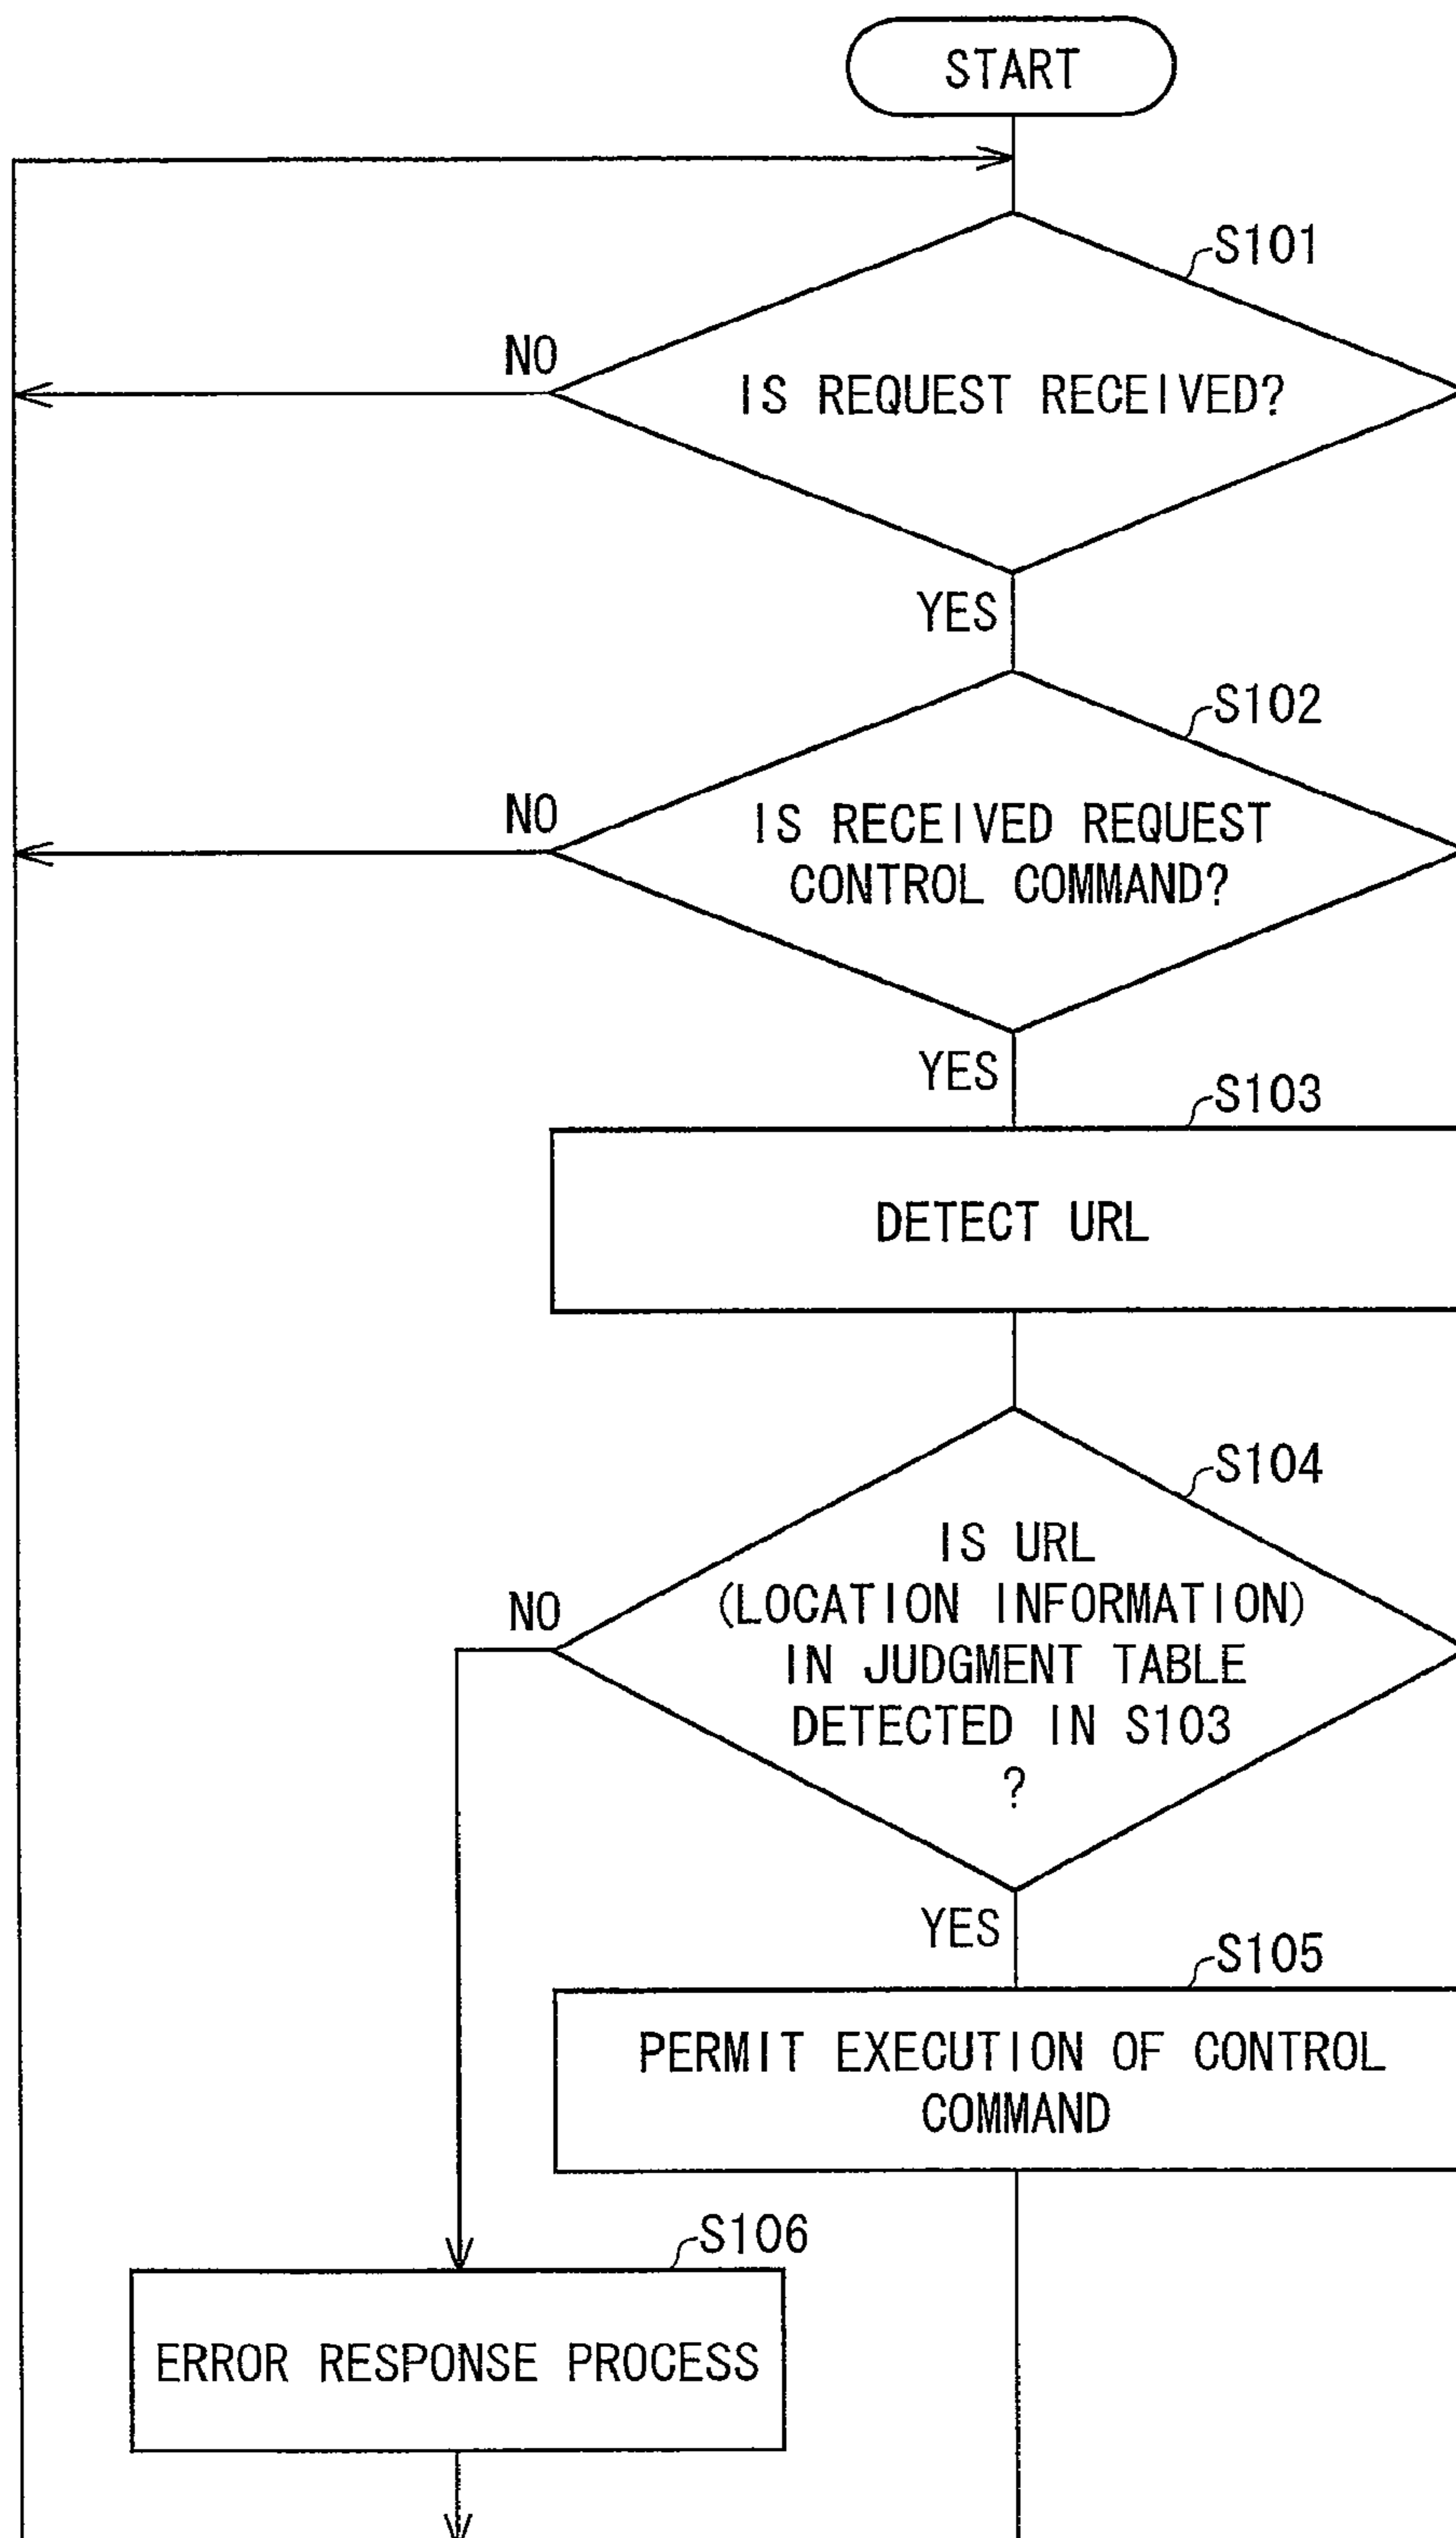 START
S101
NO
IS REQUEST RECEIVED?
YES
S102
NO
IS RECEIVED REQUEST
CONTROL COMMAND?
YES
S103
DETECT URL
S104
NO
IS URL
(LOCATION INFORMATION)
IN JUDGMENT TABLE
DETECTED IN S103
?
YES
S105
PERMIT EXECUTION OF CONTROL
COMMAND
S106
ERROR RESPONSE PROCESS